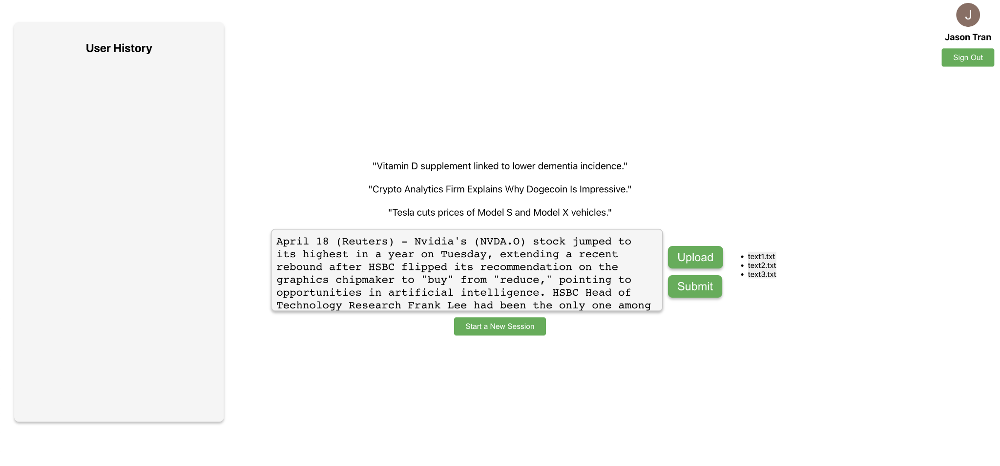 J
Jason Tran
Sign Out
User History
"Vitamin D supplement linked to lower dementia incidence."
"Crypto Analytics Firm Explains Why Dogecoin Is Impressive."
"Tesla cuts prices of Model S and Model X vehicles."
April 18 (Reuters) - Nvidia's (NVDA.O) stock jumped to
its highest in a year on Tuesday, extending a recent
rebound after HSBC flipped its recommendation on the
graphics chipmaker to "buy" from "reduce," pointing to
opportunities in artificial intelligence. HSBC Head of
Technology Research Frank Lee had been the only one among
Upload
Submit
• text1.txt
• text2.txt
• text3.txt
Start a New Session